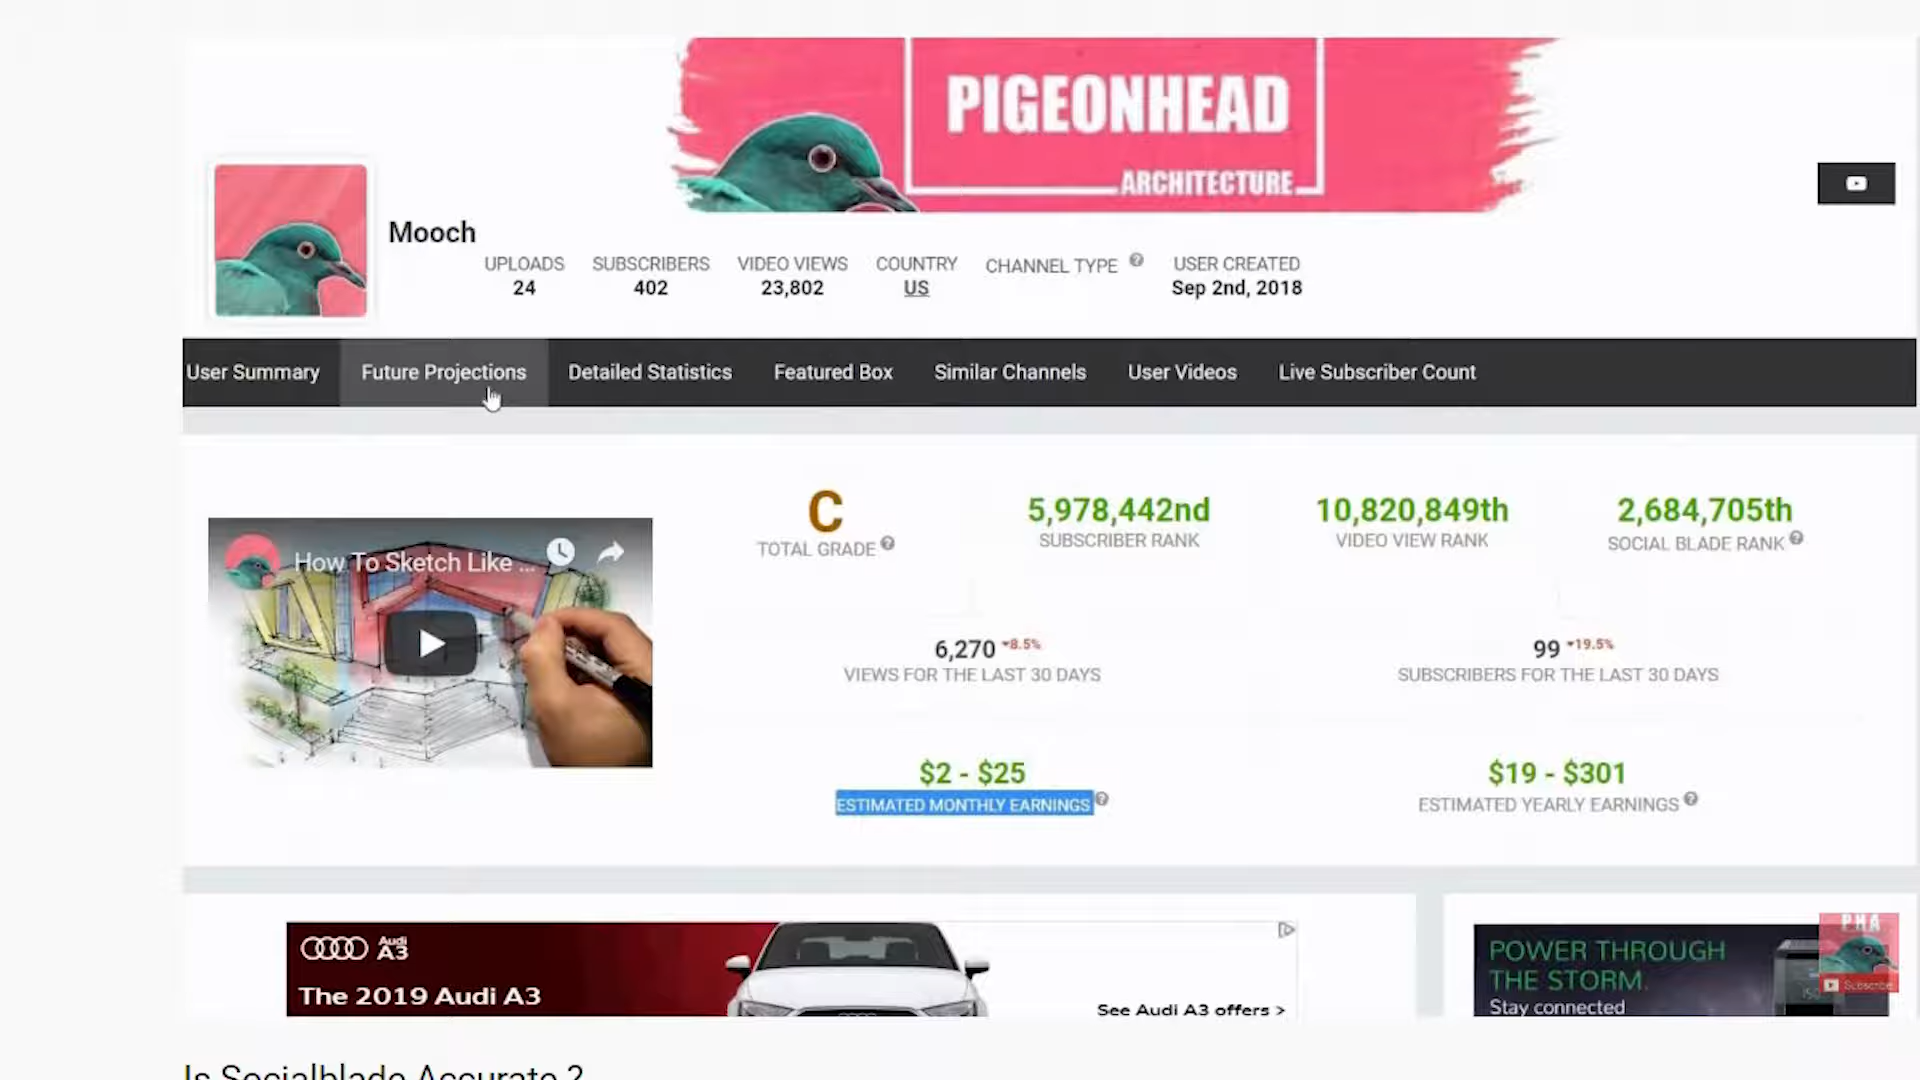 PIGEONHEAD
ARCHITECTURE
Mooch
UPLOADS
24
SUBSCRIBERS
402
VIDEO VIEWS
23,802
COUNTRY
US
CHANNEL TYPE
USER CREATED
Sep 2nd, 2018
User Summary
Future Projections
Detailed Statistics
Featured Box
Similar Channels
User Videos
Live Subscriber Count
How To Sketch Like ...
C
TOTAL GRADE
5,978,442nd
SUBSCRIBER RANK
10,820,849th
VIDEO VIEW RANK
2,684,705th
SOCIAL BLADE RANK
6,270 -8.5%
VIEWS FOR THE LAST 30 DAYS
99 -19.5%
SUBSCRIBERS FOR THE LAST 30 DAYS
$2 - $25
ESTIMATED MONTHLY EARNINGS
$19 - $301
ESTIMATED YEARLY EARNINGS
Audi
A3
The 2019 Audi A3
See Audi A3 offers >
POWER THROUGH
THE STORM.
Stay connected
PHA
Subscribe
Is Socialblade Accurate ?